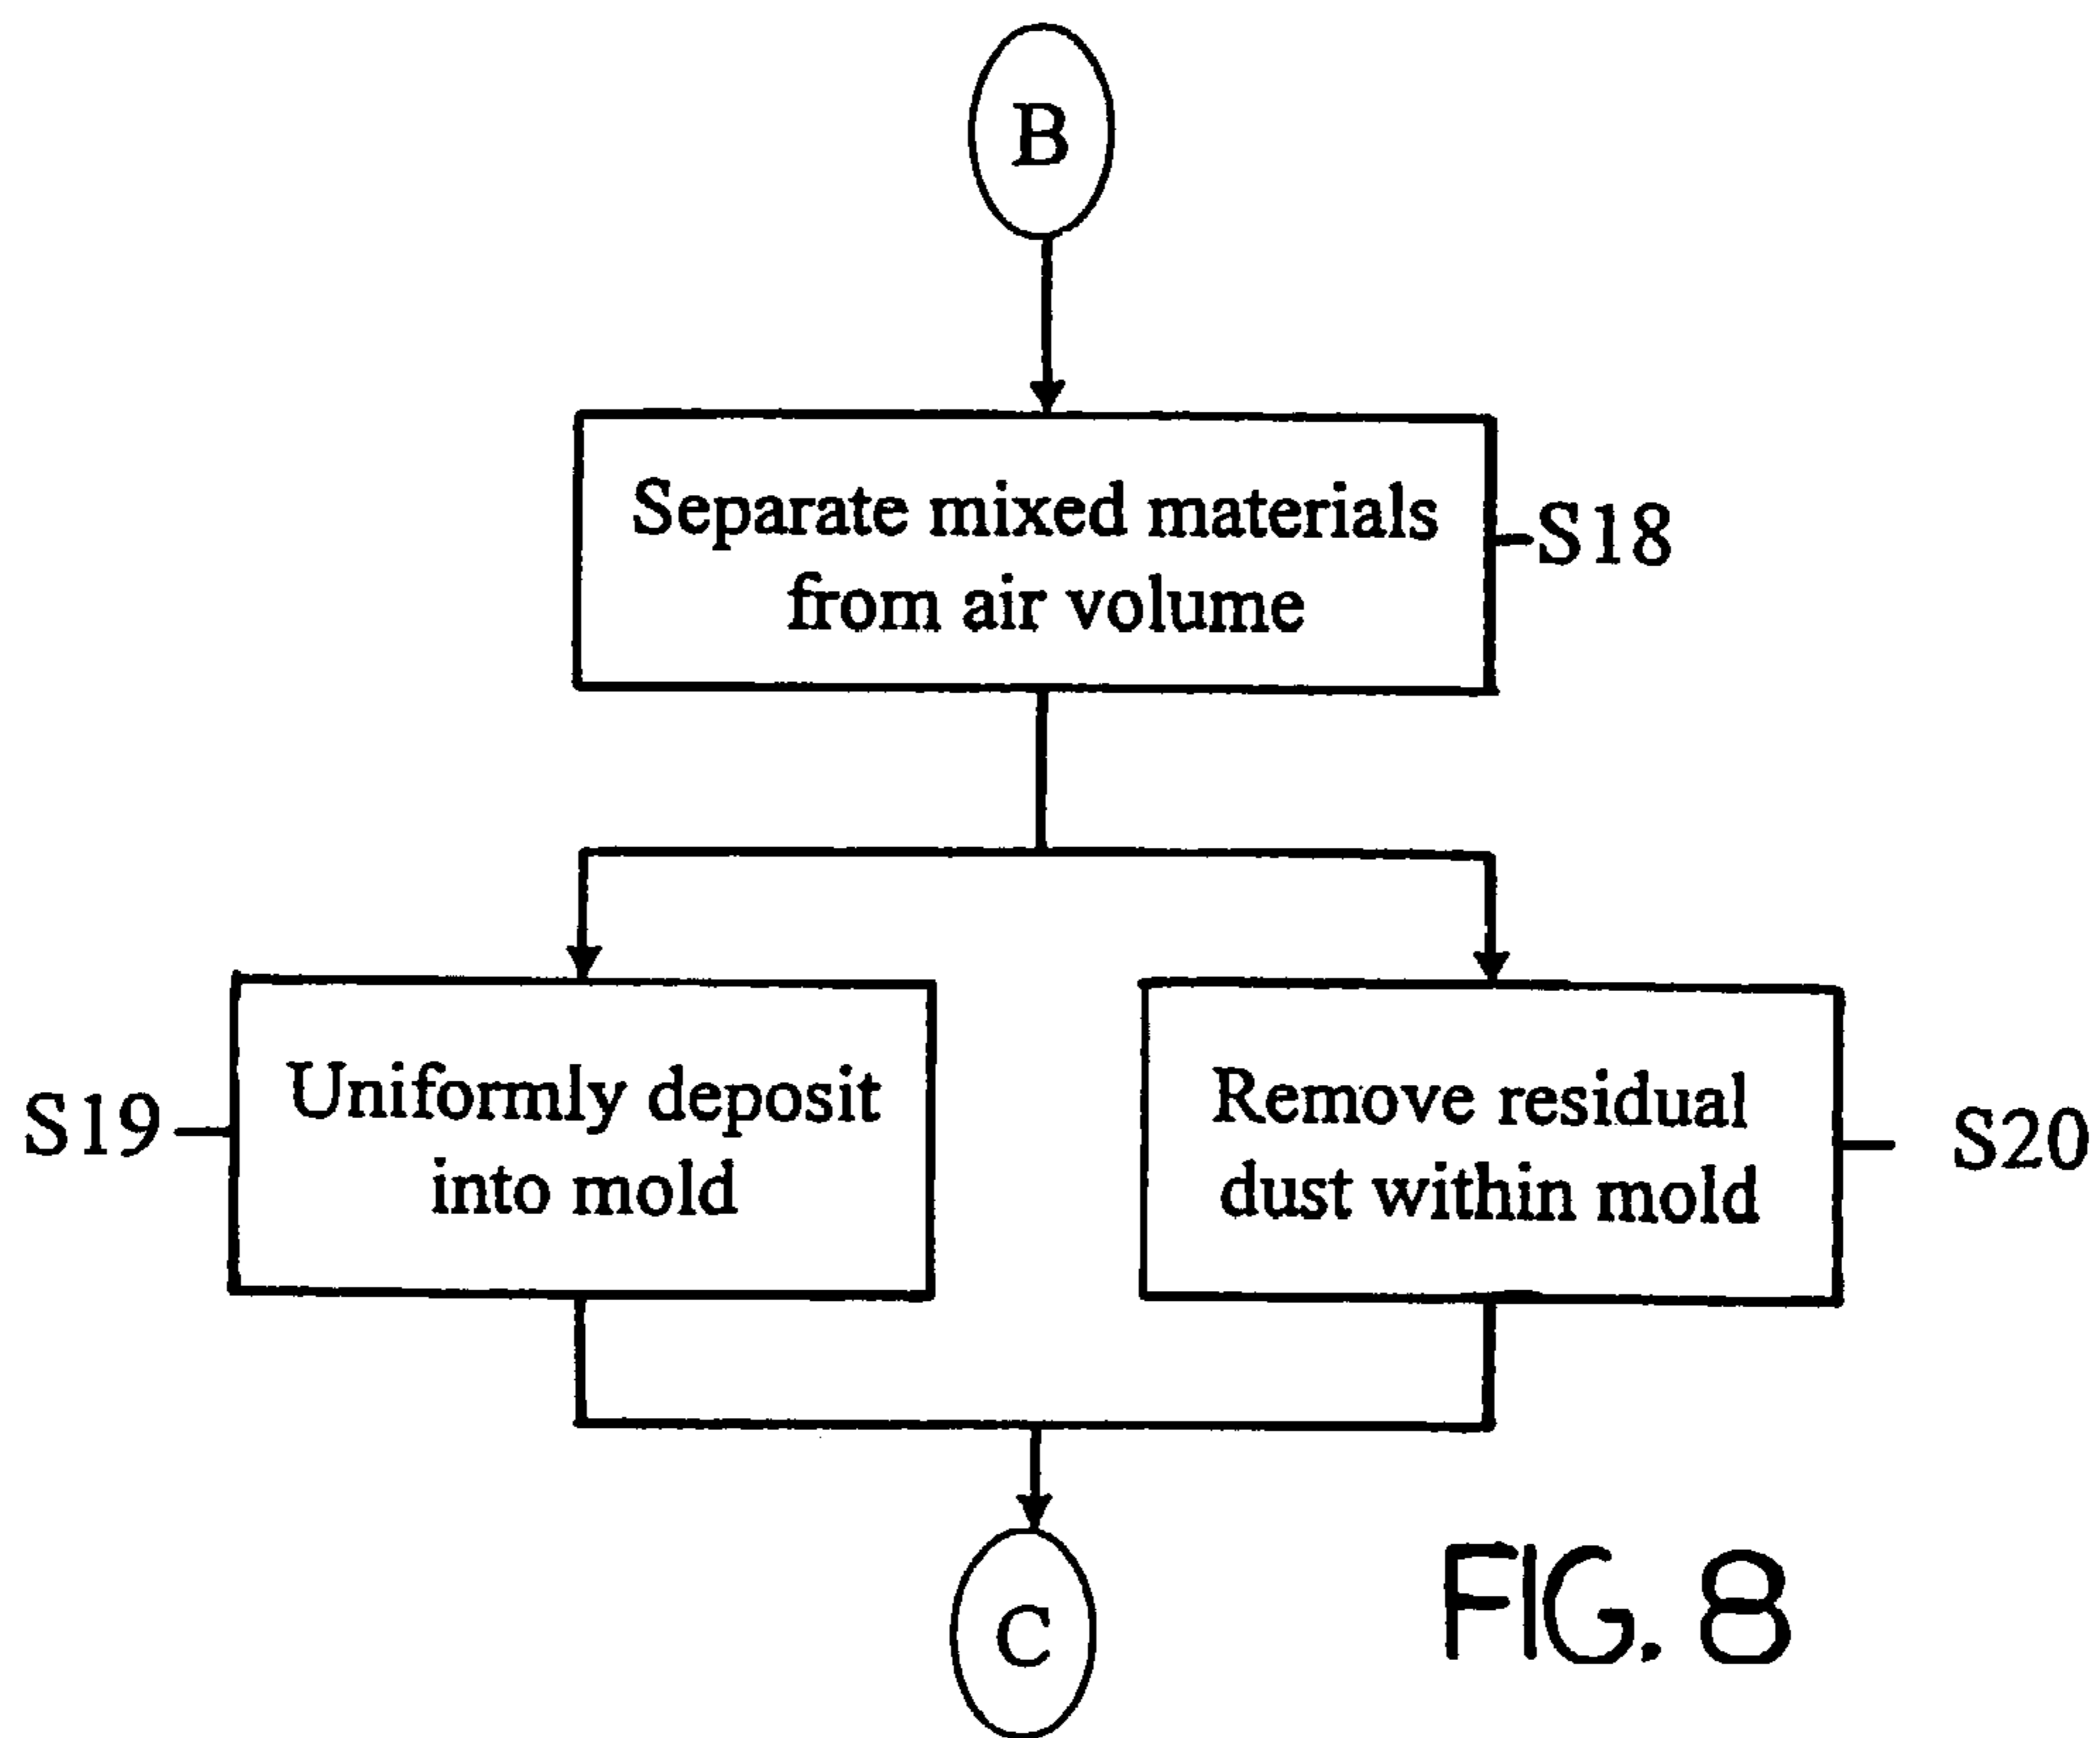 B
Separate mixed materials
from air volume
S18
S19
Uniformly deposit
into mold
Remove residual
dust within mold
S20
C
FIG. 8